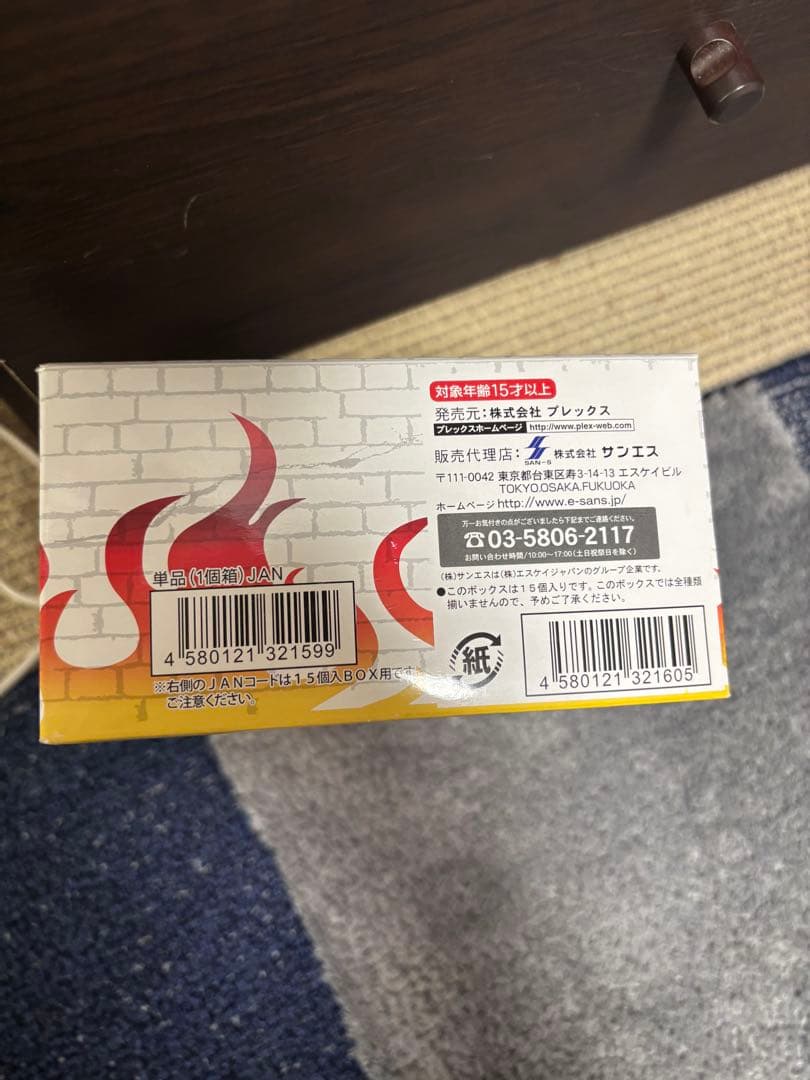 対象年齢15才以上
発売元：株式会社 プレックス
プレックスホームページ http://www.plex-web.com
販売代理店： SAN-S 株式会社 サンエス
〒111-0042 東京都台東区寿3-14-13 エスケイビル
TOKYO.OSAKA.FUKUOKA
ホームページ http://www.e-sans.jp/
万一お気付きの点がございましたら下記までご連絡ください。
☎03-5806-2117
お問い合わせ時間/10:00〜17:00(土日祝祭日を除く)
(株)サンエスは(株)エスケイジャパンのグループ企業です。
●このボックスは15個入りです。このボックスでは全種類
揃いませんので、予めご了承ください。
単品(1個箱)JAN
4 580121 321599
※右側のJANコードは15個入BOX用です
ご注意ください。
紙
4 580121 321605